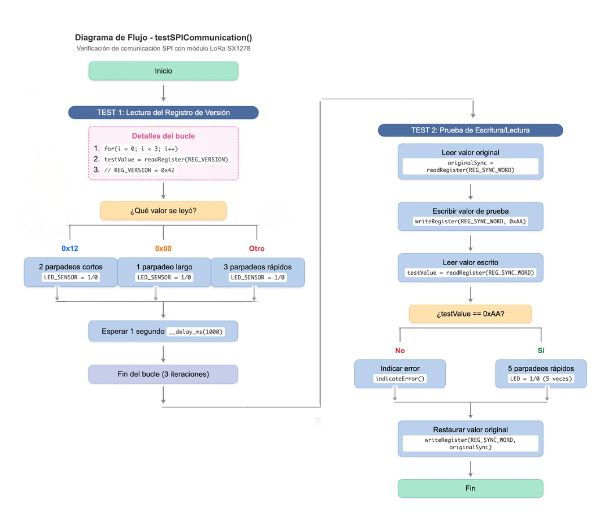 Diagrama de Flujo - testSPICommunication()
Verificación de comunicación SPI con módulo LoRa SX1278
Inicio
TEST 1: Lectura del Registro de Versión
Detalles del bucle
1. for(i = 0; i < 3; i++)
2. testValue = readRegister(REG_VERSION)
3. // REG_VERSION = 0x42
¿Qué valor se leyó?
0x12
0x00
Otro
2 parpadeos cortos
LED_SENSOR = 1/0
1 parpadeo largo
LED_SENSOR = 1/0
3 parpadeos rápidos
LED_SENSOR = 1/0
Esperar 1 segundo __delay_ms(1000)
Fin del bucle (3 iteraciones)
TEST 2: Prueba de Escritura/Lectura
Leer valor original
originalSync =
readRegister(REG_SYNC_WORD)
Escribir valor de prueba
writeRegister(REG_SYNC_WORD, 0xAA)
Leer valor escrito
testValue = readRegister(REG_SYNC_WORD)
¿testValue == 0xAA?
No
Sí
Indicar error
indicateError()
5 parpadeos rápidos
LED = 1/0 (5 veces)
Restaurar valor original
writeRegister(REG_SYNC_WORD,
originalSync)
Fin